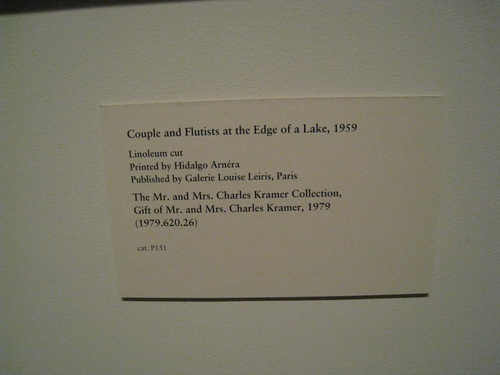 Couple and Flutists at the Edge of a Lake, 1959
Linoleum cut
Printed by Hidalgo Arnéra
Published by Galerie Louise Leiris, Paris
The Mr. and Mrs. Charles Kramer Collection,
Gift of Mr. and Mrs. Charles Kramer, 1979
(1979.620.26)
cat. P151